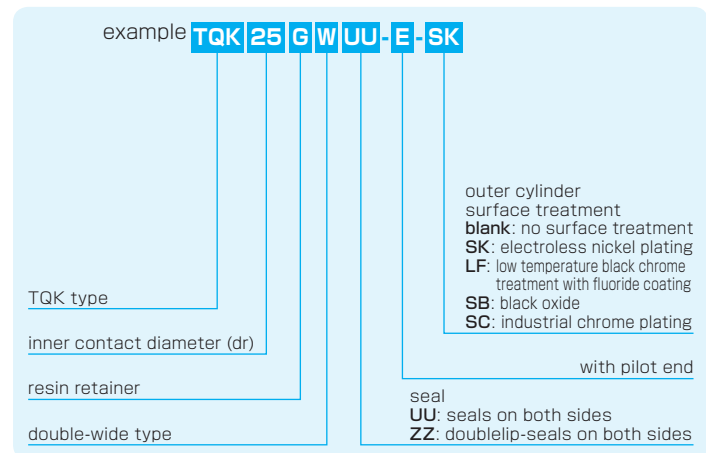 example TQK 25 G W UU - E - SK
outer cylinder
surface treatment
blank: no surface treatment
SK: electroless nickel plating
LF: low temperature black chrome
treatment with fluoride coating
SB: black oxide
SC: industrial chrome plating
TQK type
inner contact diameter (dr)
with pilot end
resin retainer
seal
UU: seals on both sides
ZZ: doublelip-seals on both sides
double-wide type